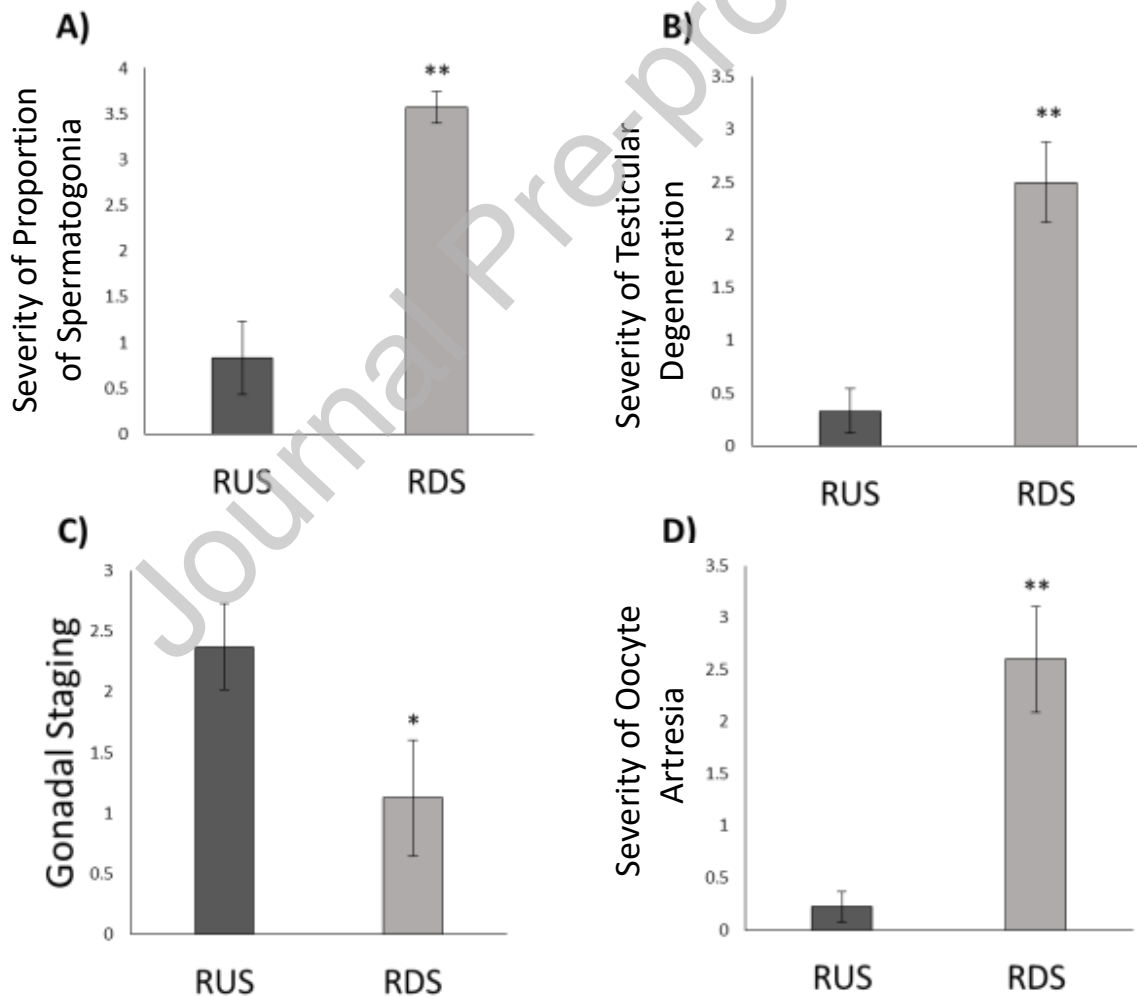 A)
Severity of Proportion
of Spermatogonia
4
3.5
3
2.5
2
1.5
1
0.5
0
**
RUS
RDS
B)
Severity of Testicular
Degeneration
3.5
3
2.5
2
1.5
1
0.5
0
**
RUS
RDS
C)
Gonadal Staging
3
2.5
2
1.5
1
0.5
0
*
RUS
RDS
D)
Severity of Oocyte
Artresia
3.5
3
2.5
2
1.5
1
0.5
0
**
RUS
RDS
Journal Pre-pro